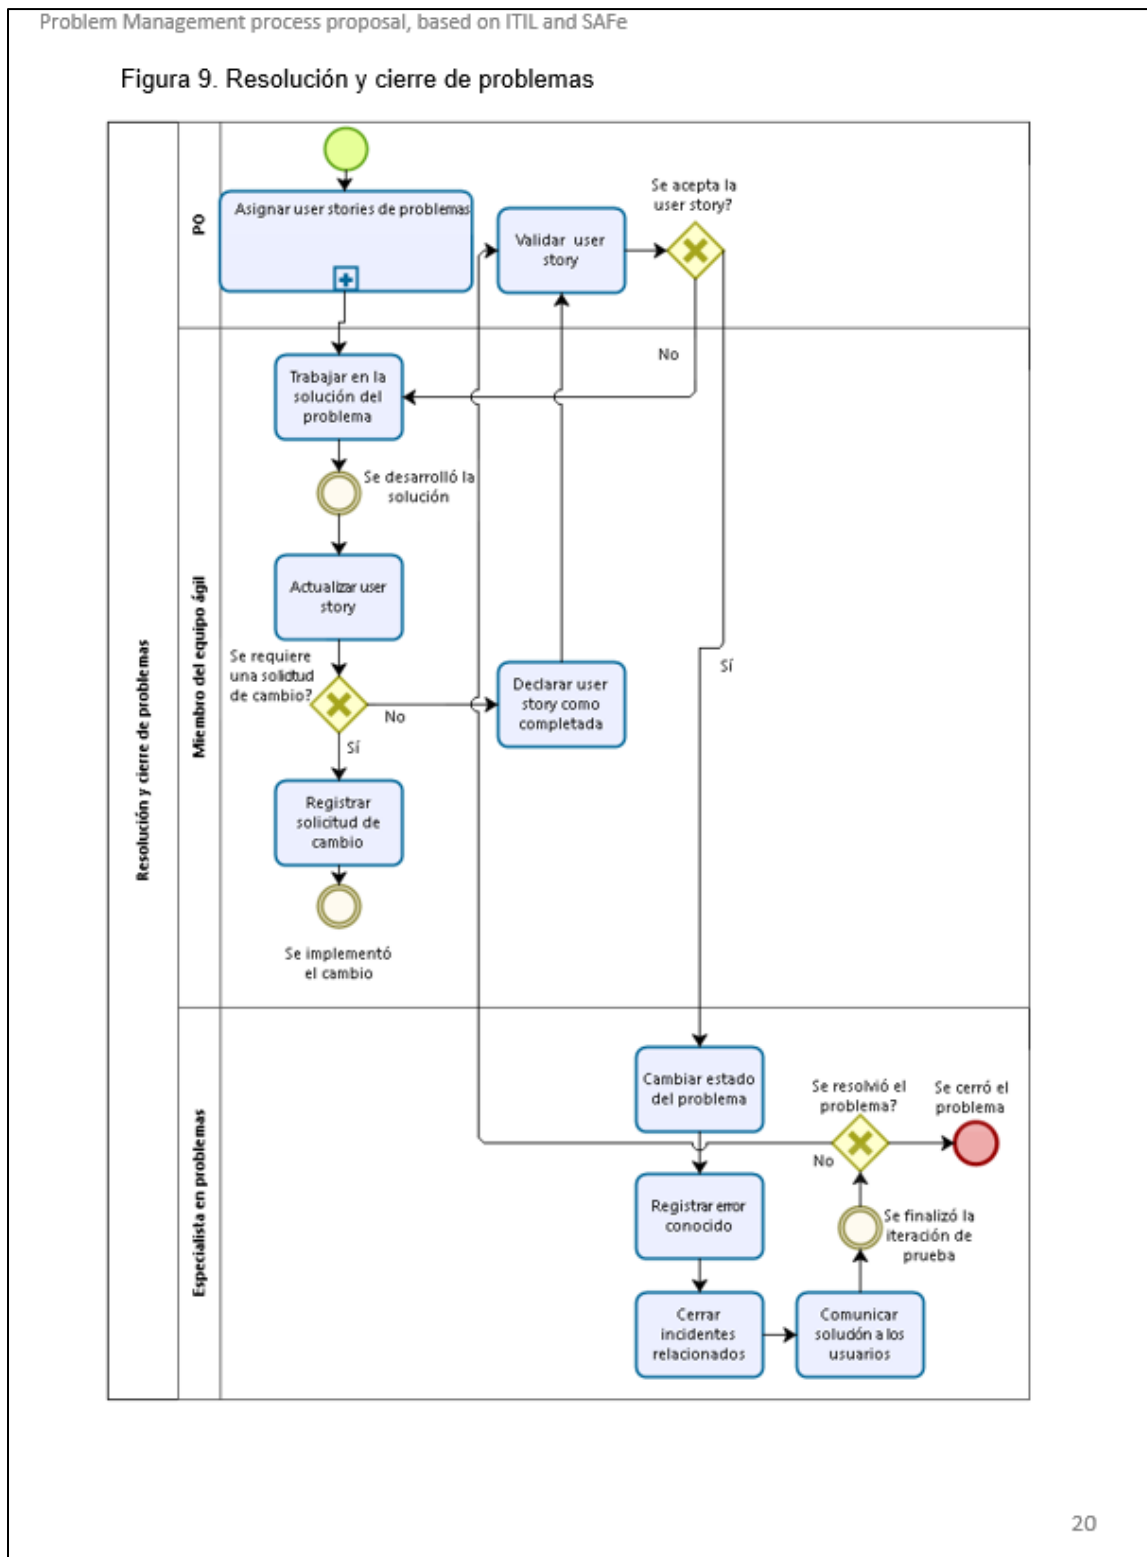 Problem Management process proposal, based on ITIL and SAFe
Figura 9. Resolución y cierre de problemas
Resolución y cierre de problemas
PO
Asignar user stories de problemas
Validar user
story
Se acepta la
user story?
No
Sí
Miembro del equipo ágil
Trabajar en la
solución del
problema
Se desarrolló la
solución
Actualizar user
story
Se requiere
una solicitud
de cambio?
No
Sí
Declarar user
story como
completada
Registrar
solicitud de
cambio
Se implementó
el cambio
Especialista en problemas
Cambiar estado
del problema
Se resolvió el
problema?
No
Se cerró el
problema
Registrar error
conocido
Se finalizó la
iteración de
prueba
Cerrar
incidentes
relacionados
Comunicar
solución a los
usuarios
20